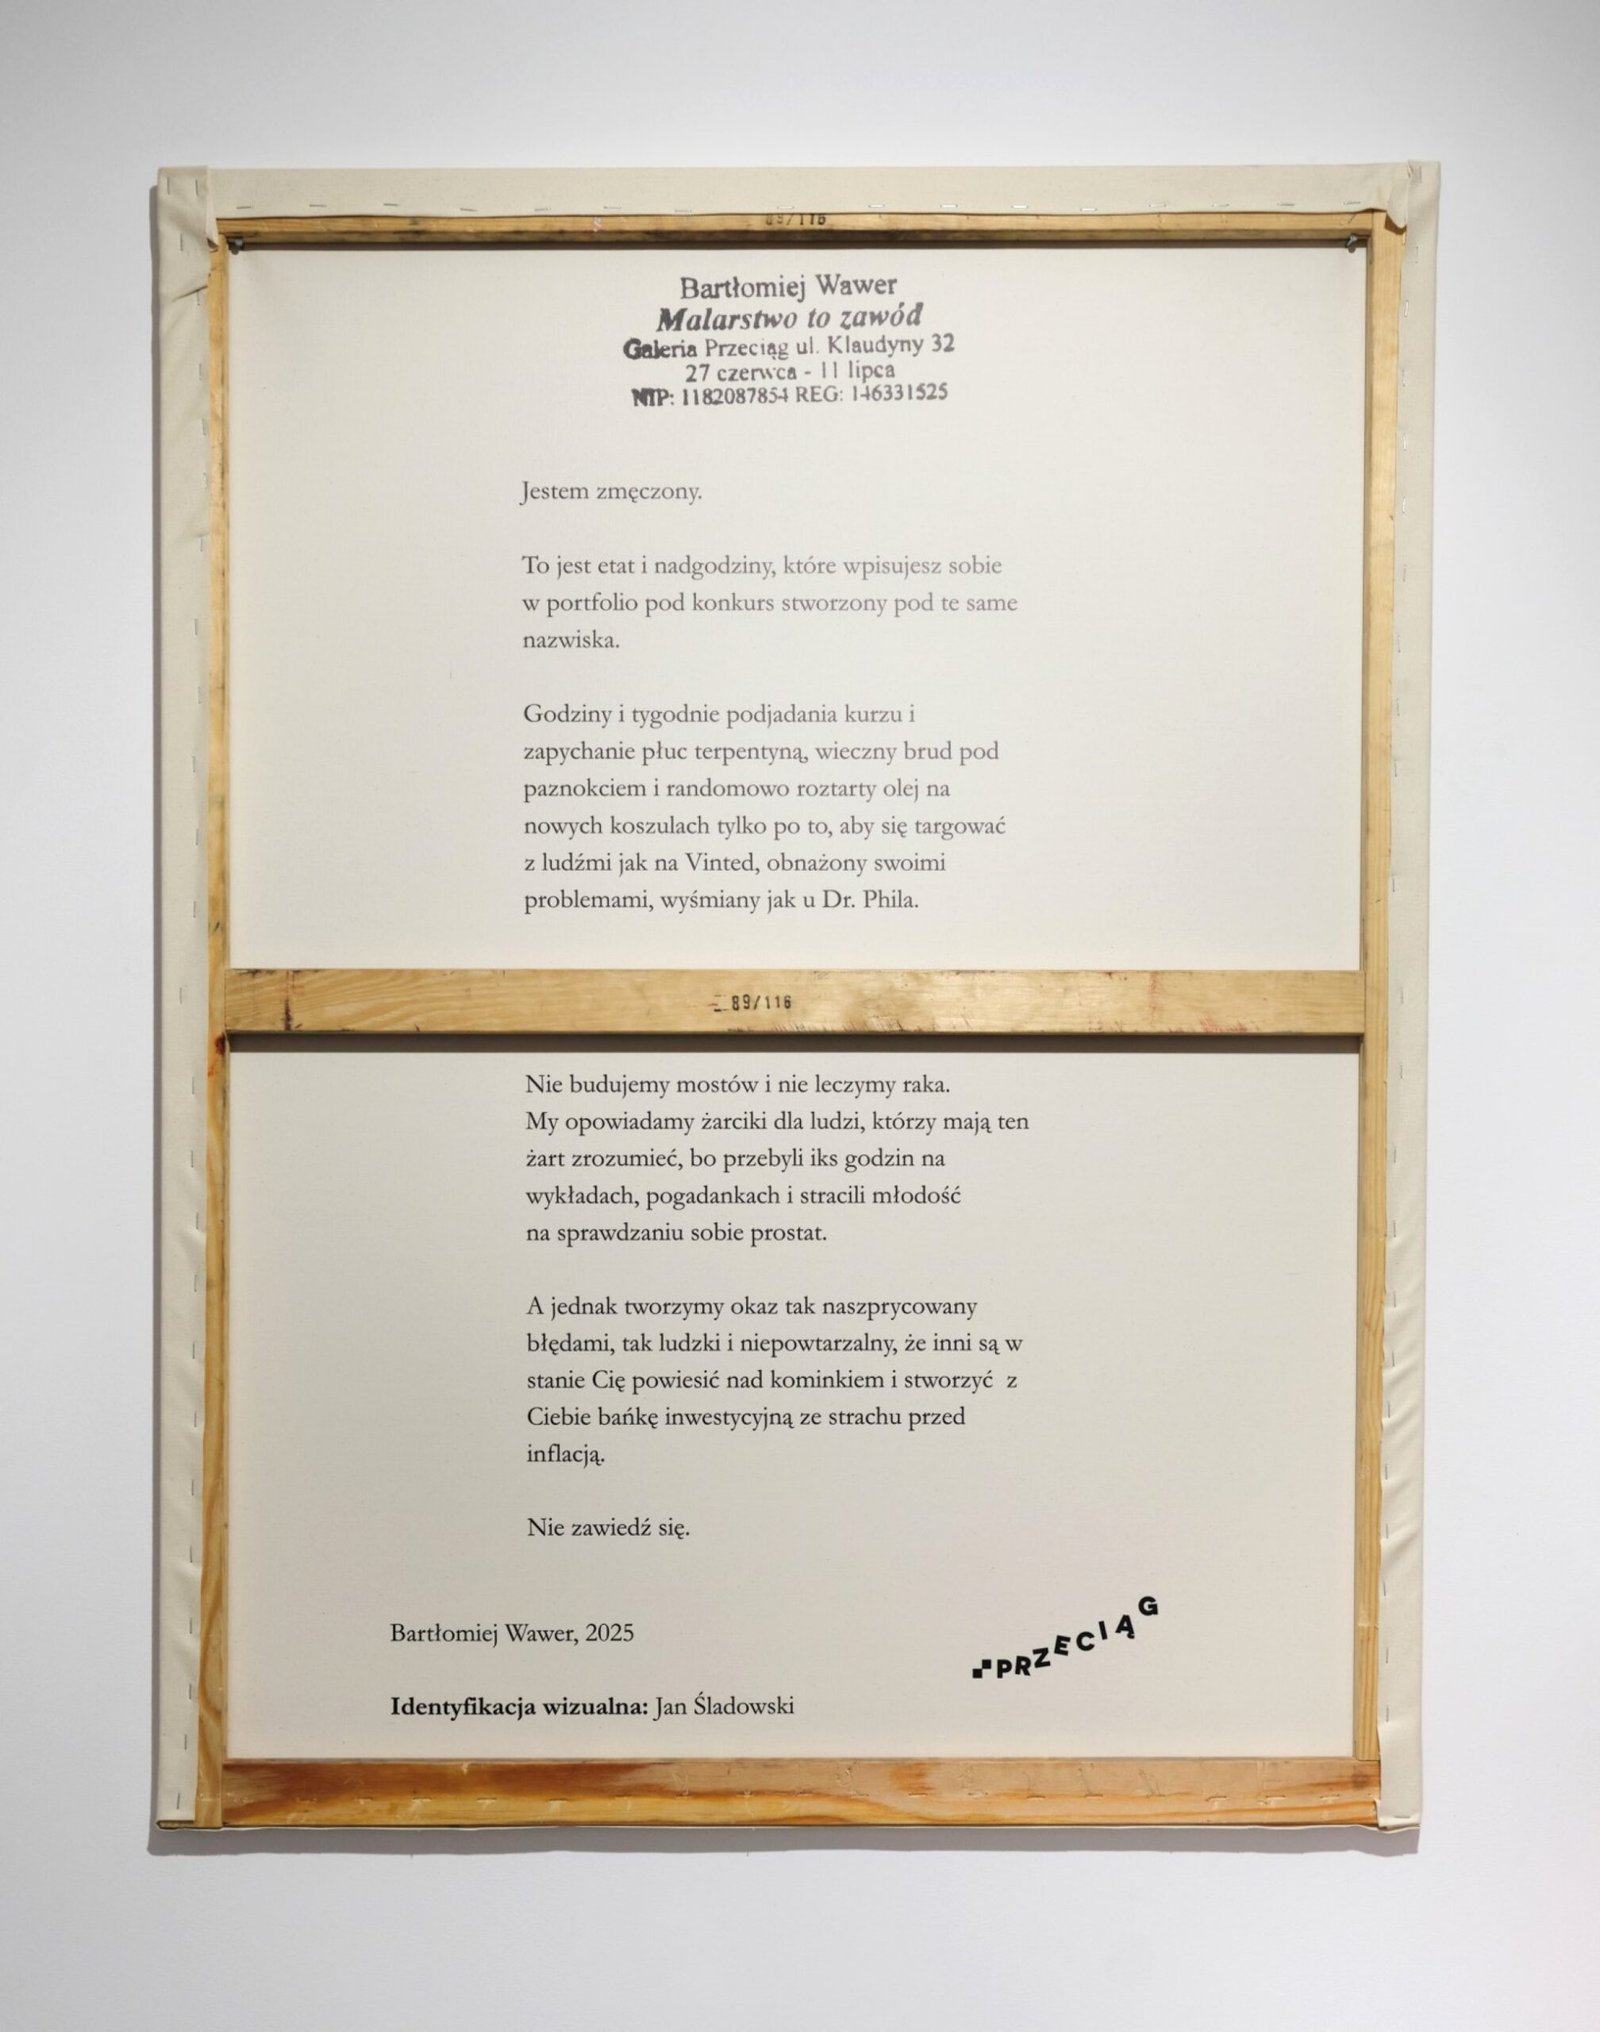 89/116
Bartłomiej Wawer
Malarstwo to zawód
Galeria Przeciąg ul. Klaudyny 32
27 czerwca - 11 lipca
NIP: 1182087854 REG: 146331525
Jestem zmęczony.
To jest etat i nadgodziny, które wpisujesz sobie
w portfolio pod konkurs stworzony pod te same
nazwiska.
Godziny i tygodnie podjadania kurzu i
zapychanie płuc terpentyną, wieczny brud pod
paznokciem i randomowo roztarty olej na
nowych koszulach tylko po to, aby się targować
z ludźmi jak na Vinted, obnażony swoimi
problemami, wyśmiany jak u Dr. Phila.
89/116
Nie budujemy mostów i nie leczymy raka.
My opowiadamy żarciki dla ludzi, którzy mają ten
żart zrozumieć, bo przebyli iks godzin na
wykładach, pogadankach i stracili młodość
na sprawdzaniu sobie prostat.
A jednak tworzymy okaz tak naszprycowany
błędami, tak ludzki i niepowtarzalny, że inni są w
stanie Cię powiesić nad kominkiem i stworzyć z
Ciebie bańkę inwestycyjną ze strachu przed
inflacją.
Nie zawiedź się.
Bartłomiej Wawer, 2025
PRZECIĄG
Identyfikacja wizualna: Jan Śladowski